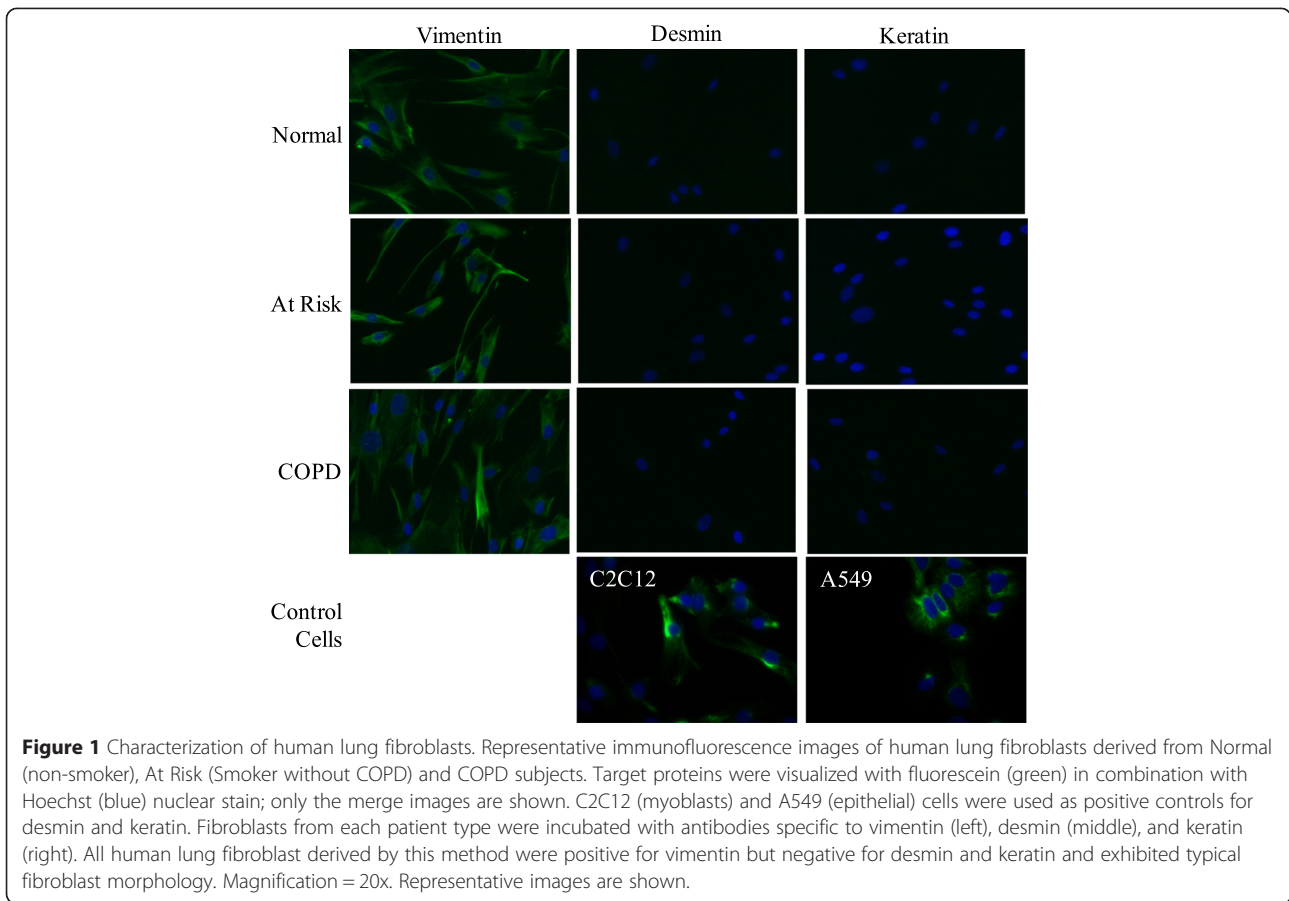 Vimentin Desmin Keratin
Normal
At Risk
COPD
C2C12 A549
Control
Cells
Figure 1 Characterization of human lung fibroblasts. Representative immunofluorescence images of human lung fibroblasts derived from Normal
(non-smoker), At Risk (Smoker without COPD) and COPD subjects. Target proteins were visualized with fluorescein (green) in combination with
Hoechst (blue) nuclear stain; only the merge images are shown. C2C12 (myoblasts) and A549 (epithelial) cells were used as positive controls for
desmin and keratin. Fibroblasts from each patient type were incubated with antibodies specific to vimentin (left), desmin (middle), and keratin
(right). All human lung fibroblast derived by this method were positive for vimentin but negative for desmin and keratin and exhibited typical
fibroblast morphology. Magnification = 20x. Representative images are shown.